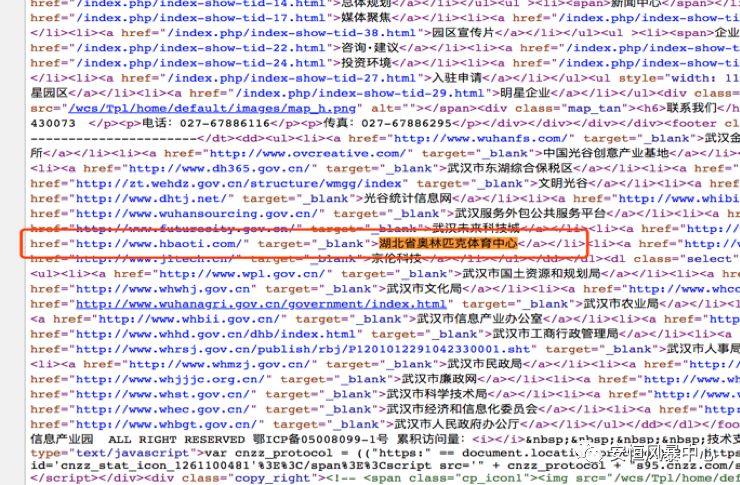 href="/index.php/index-show-tid-14.html">总体规划</a></li></ul ul ><li><span>新闻中心</span>
href="/index.php/index-show-tid-17.html">媒体聚焦</a></li><li><a href="/index.php/index-show-tid-
</li><li><a href="/index.php/index-show-tid-38.html">园区宣传片</a></li></ul><li><span>企业
href="/index.php/index-show-tid-22.html">咨询·建议</a></li><li><a href="/index.php/index-show-tid-
href="/index.php/index-show-tid-24.html">投资环境</a></li><li><a href="/index.php/index-show-tid-
</li><li><a href="/index.php/index-show-tid-27.html">入驻申请</a></li></ul><ul style="width: 11
星园区</a></li><li><a href="/index.php/index-show-tid-29.html">明星企业</a></li></ul><div class=
src="/wcs/Tpl/home/default/images/map_h.png" alt=""></span><div class="map_tan"><h6>联系我们</h
430073 </p><p>电话：027-67886116</p><p>传真：027-67886295</p></div></div></div></div><footer c
----------------------</dt><dd><ul><li><a href="http://www.wuhanfs.com/" target="_blank">武汉金
所</a></li><li><a href="http://www.ovcreative.com/" target="_blank">中国光谷创意产业基地</a></li>
href="http://www.dh365.gov.cn/" target="_blank">武汉市东湖综合保税区</a></li><li><a
href="http://zt.wehdz.gov.cn/structure/wmgg/index" target="_blank">文明光谷</a></li><li><a
href="http://www.dhtj.net/" target="_blank">光谷统计信息网</a></li><li><a href="http://www.whibi
href="http://www.wuhansourcing.gov.cn/" target="_blank">武汉服务外包公共服务平台</a></li><li><a
href="http://www.futurecity.gov.cn/" target="_blank">武汉未来科技城</a></li><li><a
href="http://www.hbaoti.com/" target="_blank">湖北省奥林匹克体育中心</a></li><li><a href="http://w
href="http://www.jltech.cn/" target="_blank">宗伦科技</a></li></ul></dd></dl><dl class="select"
<ul><li><a href="http://www.wpl.gov.cn/" target="_blank">武汉市国土资源和规划局</a></li><li><a
href="http://www.whwh.gov.cn/" target="_blank">武汉市文化局</a></li><li><a href="http://www.whcc
href="http://www.wuhanagri.gov.cn/government/index.html" target="_blank">武汉市农业局</a></li>
<a href="http://www.whbii.gov.cn/" target="_blank">武汉市信息产业办公室</a></li><li><a
href="http://www.whhd.gov.cn/dhb/index.html" target="_blank">武汉市工商行政管理局</a></li><li><a
href="http://www.whrsj.gov.cn/publish/rbj/P1201012291042330001.sht" target="_blank">武汉市人事局
href="http://www.whmzj.gov.cn/" target="_blank">武汉市民政局</a></li><li><a
href="http://www.whjjjc.org.cn/" target="_blank">武汉市廉政网</a></li><li><a
href="http://www.whst.gov.cn/" target="_blank">武汉市科学技术局</a></li><li><a
href="http://www.whec.gov.cn/" target="_blank">武汉市经济和信息化委员会</a></li><li><a
href="http://www.whbgt.gov.cn/" target="_blank">武汉市人民政府办公厅</a></li></ul></dd></dl></div>
信息产业园 ALL RIGHT RESERVED 鄂ICP备05008099-1号 累积访问量：<i></i>&nbsp;&nbsp;&nbsp;&nbsp;技术支
type="text/javascript">var cnzz_protocol = (("https:" == document.locati
id='cnzz_stat_icon_1261100481'%3E%3C/span%3E%3Cscript src='" + cnzz_protocol + "s95.cnzz.com/s
</script></div><div class="copy_right"><!-- <span class="cp_icon1"><img src="/wcs/Tpl/home/def
安恒风暴中心